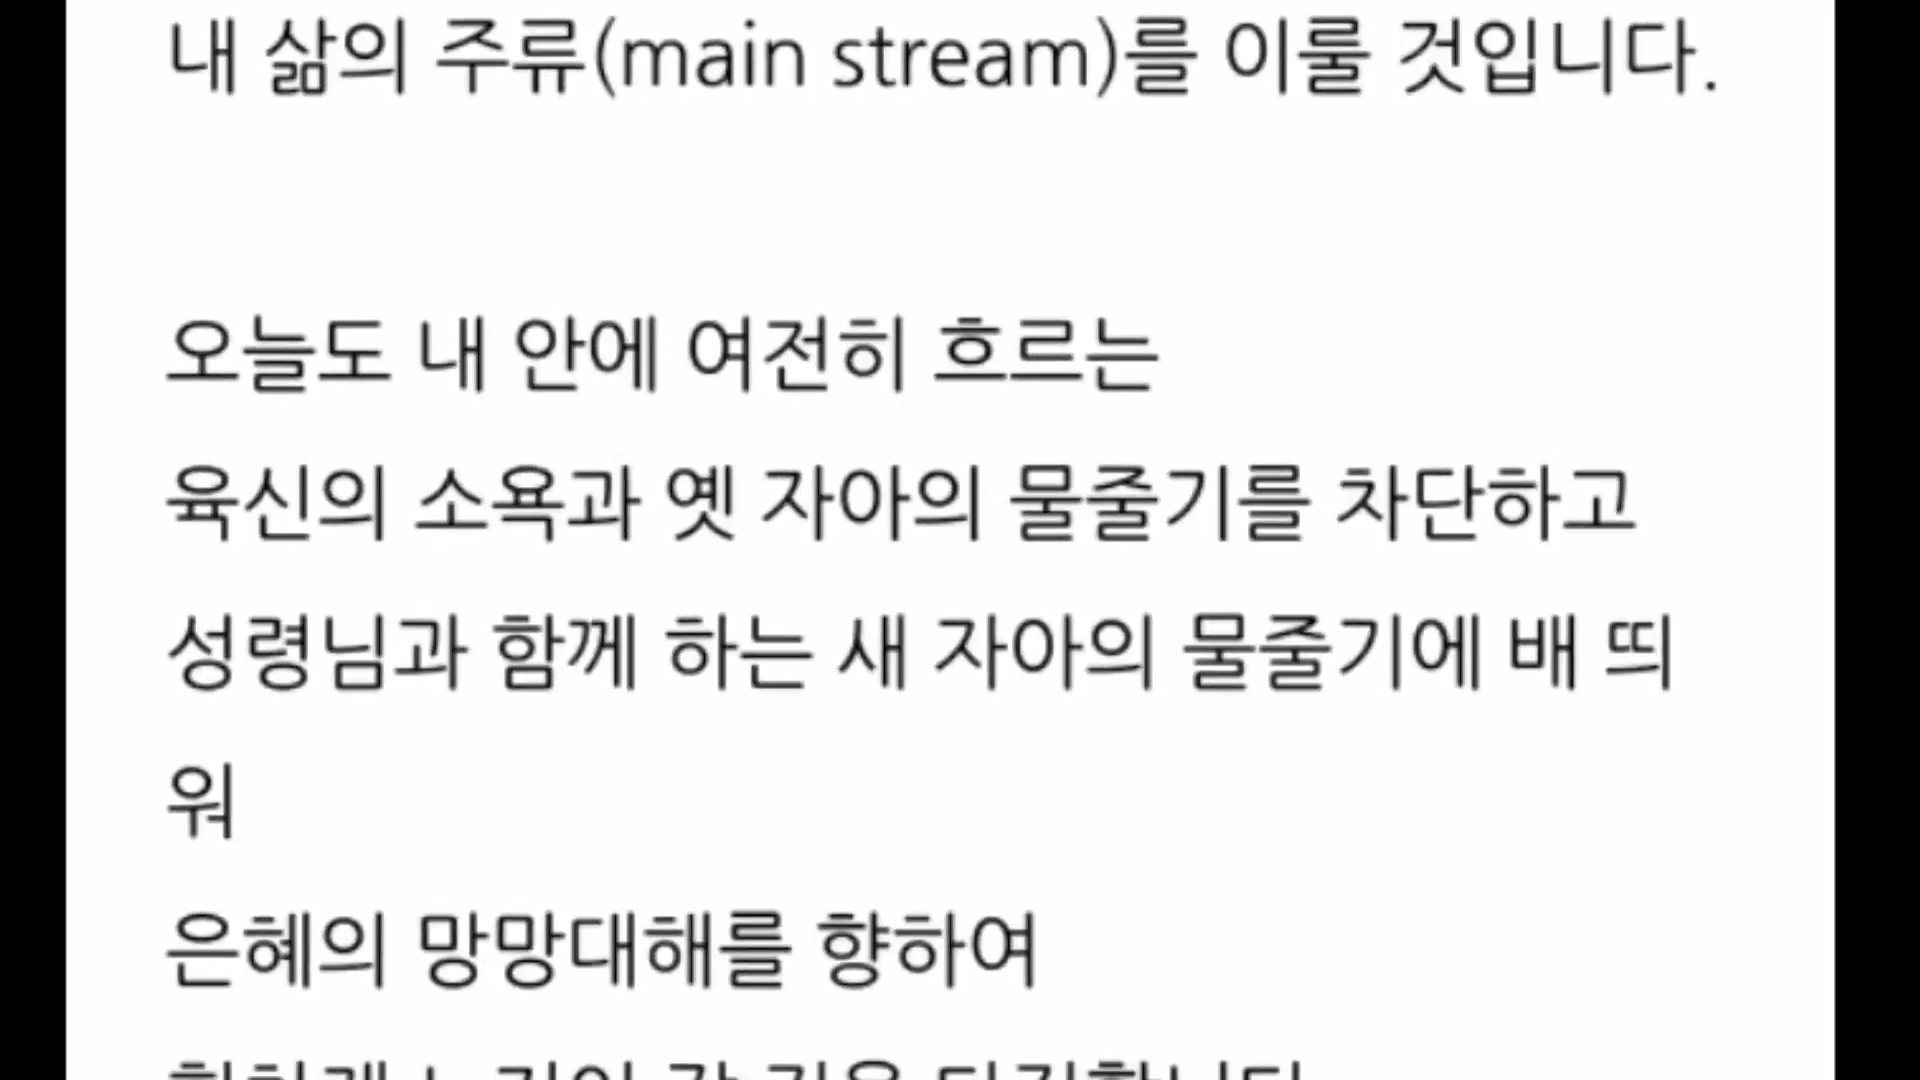 내 삶의 주류(main stream)를 이룰 것입니다.
오늘도 내 안에 여전히 흐르는
육신의 소욕과 옛 자아의 물줄기를 차단하고
성령님과 함께 하는 새 자아의 물줄기에 배 띄
워
은혜의 망망대해를 향하여